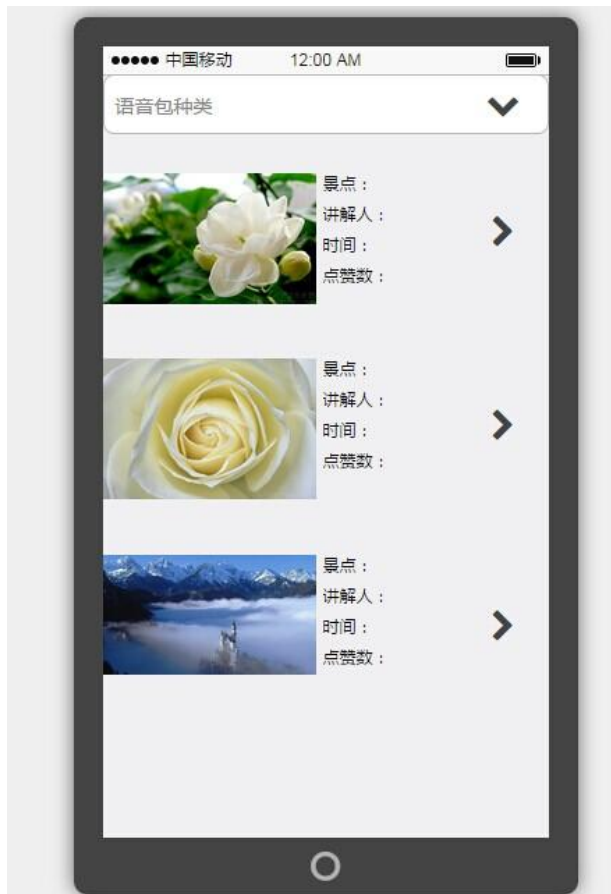 中国移动 12:00 AM
语音包种类
景点：
讲解人：
时间：
点赞数：
景点：
讲解人：
时间：
点赞数：
景点：
讲解人：
时间：
点赞数：